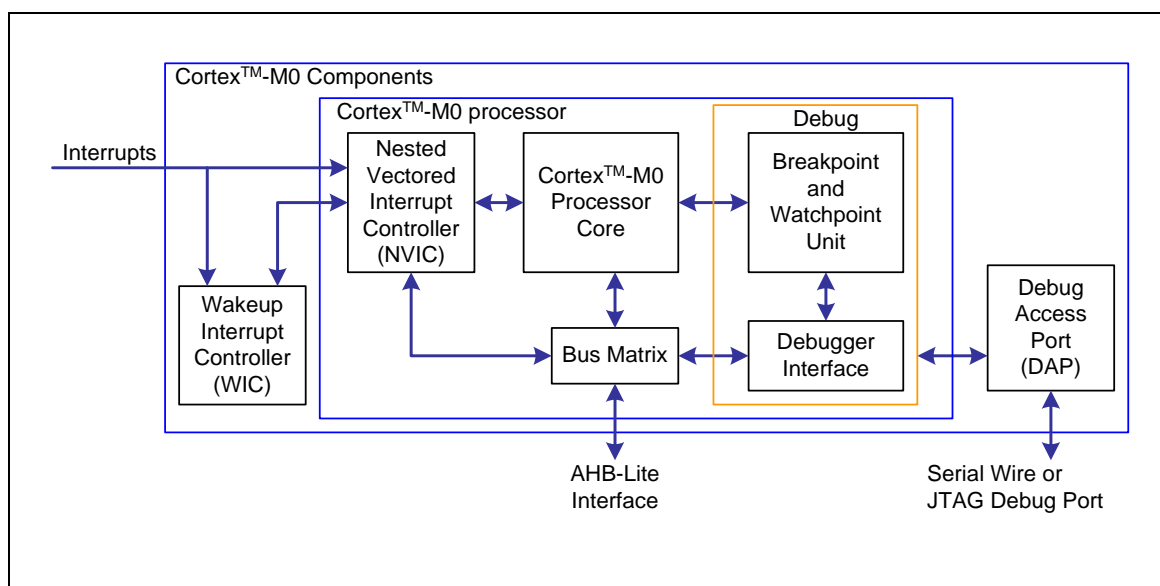 Cortex™-M0 Components
Cortex™-M0 processor
Debug
Interrupts
Nested
Vectored
Interrupt
Controller
(NVIC)
Cortex™-M0
Processor
Core
Breakpoint
and
Watchpoint
Unit
Wakeup
Interrupt
Controller
(WIC)
Bus Matrix
Debugger
Interface
Debug
Access
Port
(DAP)
AHB-Lite
Interface
Serial Wire or
JTAG Debug Port